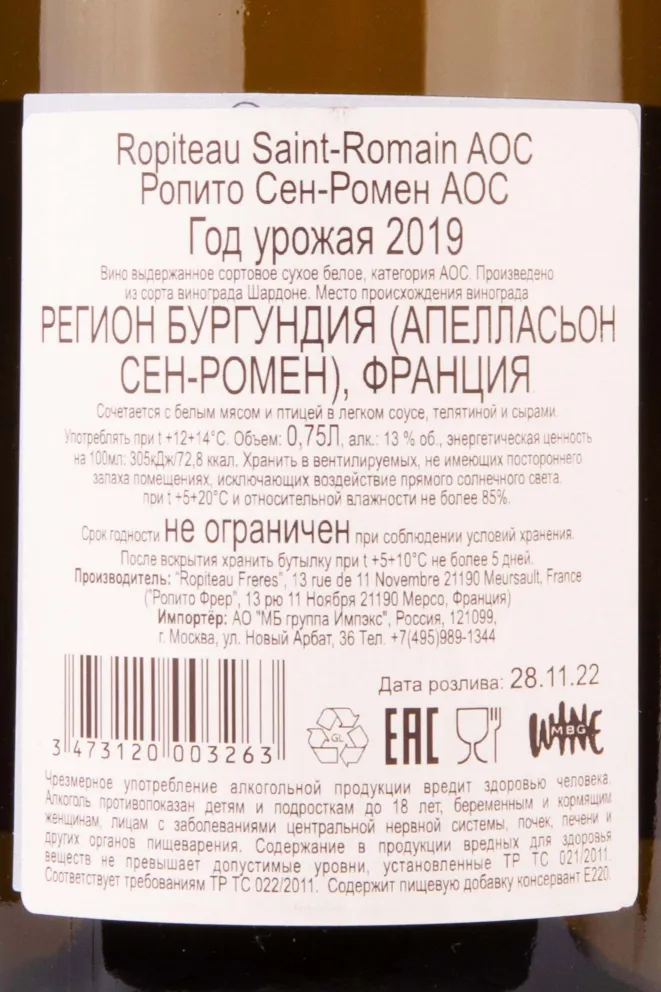 Ropiteau Saint-Romain АОС
Ропито Сен-Ромен АОС
Год урожая 2019
Вино выдержанное сортовое сухое белое, категория АОС. Произведено
из сорта винограда Шардоне. Место происхождения винограда
РЕГИОН БУРГУНДИЯ (АПЕЛЛАСЬОН
СЕН-РОМЕН), ФРАНЦИЯ
Сочетается с белым мясом и птицей в легком соусе, телятиной и сырами.
Употреблять при t +12+14°С. Объем: 0,75Л, алк.: 13 % об., энергетическая ценность
на 100мл: 305кДж/72,8 ккал. Хранить в вентилируемых, не имеющих постороннего
запаха помещениях, исключающих воздействие прямого солнечного света,
при t +5+20°С и относительной влажности не более 85%.
Срок годности не ограничен при соблюдении условий хранения.
После вскрытия хранить бутылку при t +5+10°С не более 5 дней.
Производитель: "Ropiteau Freres", 13 rue de 11 Novembre 21190 Meursault, France
("Ропито Фрер", 13 рю 11 Ноября 21190 Мерсо, Франция)
Импортёр: АО "МБ группа Импэкс", Россия, 121099,
г. Москва, ул. Новый Арбат, 36 Тел. +7(495)989-1344
Дата розлива: 28.11.22
3 473120 003263
GL
EAC
WINE
MBG
Чрезмерное употребление алкогольной продукции вредит здоровью человека.
Алкоголь противопоказан детям и подросткам до 18 лет, беременным и кормящим
женщинам, лицам с заболеваниями центральной нервной системы, почек, печени и
других органов пищеварения. Содержание в продукции вредных для здоровья
веществ не превышает допустимые уровни, установленные ТР ТС 021/2011.
Соответствует требованиям ТР ТС 022/2011. Содержит пищевую добавку консервант Е220.